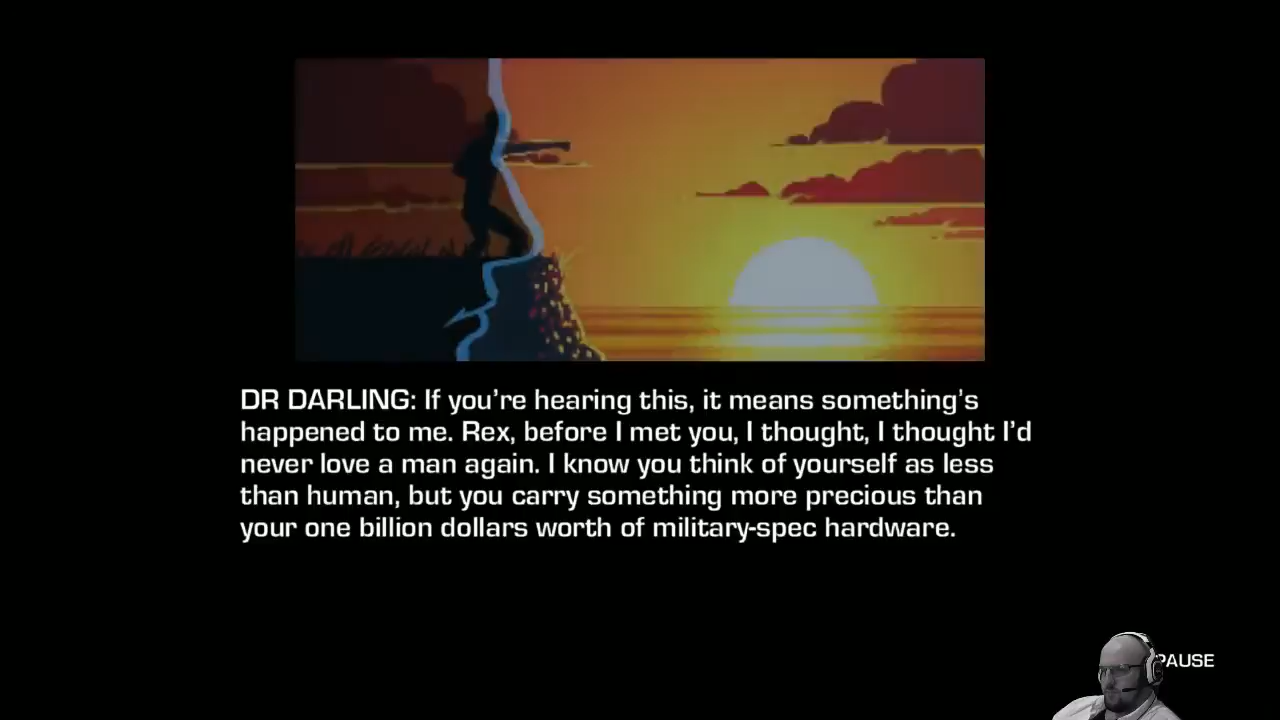 DR DARLING: If you’re hearing this, it means something's
happened to me. Rex, before I met you, I thought, I thought I’d
never love a man again. I know you think of yourself as less
than human, but you carry something more precious than
your one billion dollars worth of military-spec hardware.
PAUSE